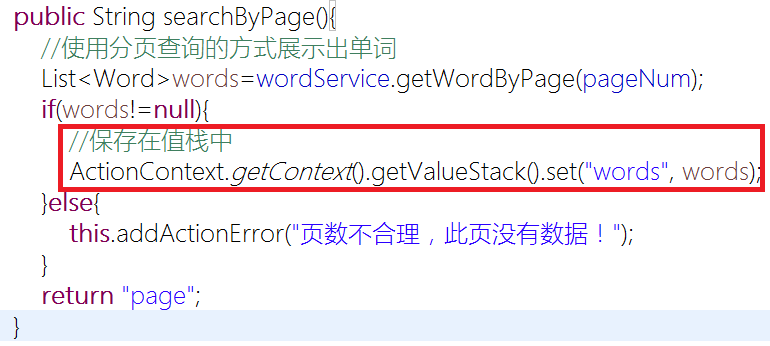 public String searchByPage(){
//使用分页查询的方式展示出单词
List<Word>words=wordService.getWordByPage(pageNum);
if(words!=null){
//保存在值栈中
ActionContext.getContext().getValueStack().set("words", words);
}else{
this.addActionError("页数不合理，此页没有数据！");
}
return "page";
}